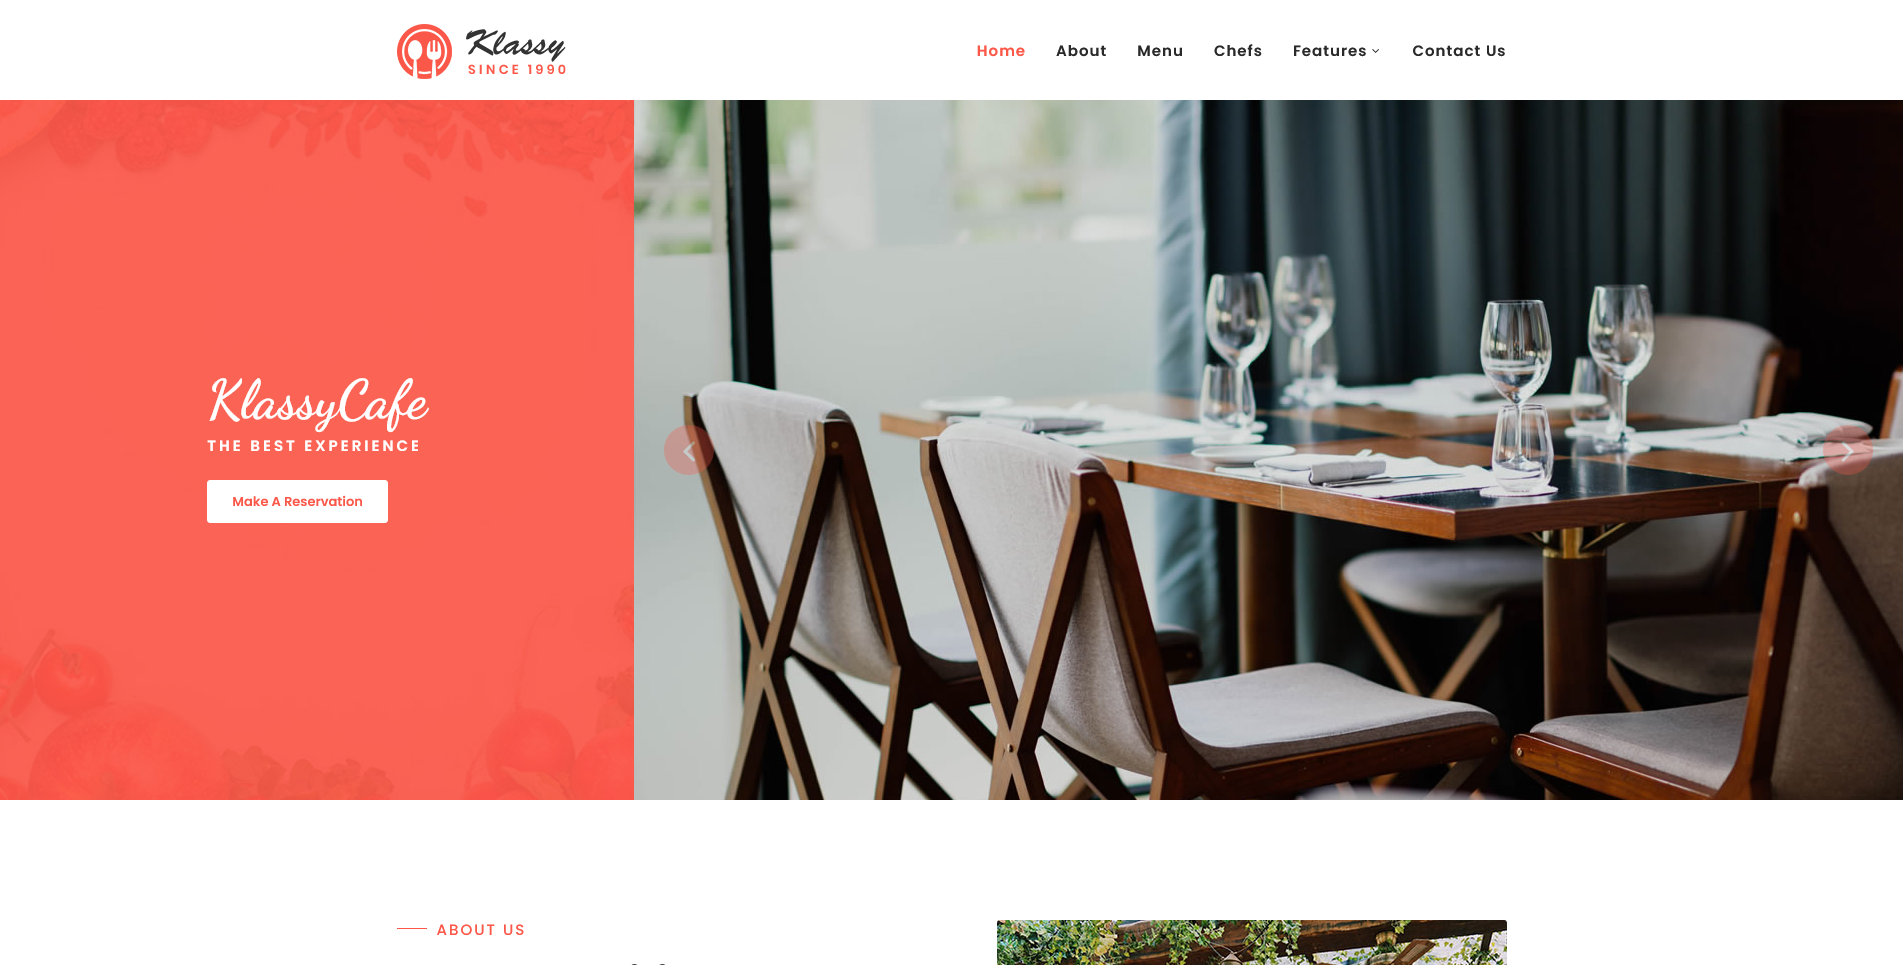 Klassy
SINCE 1990
Home
About
Menu
Chefs
Features
Contact Us
KlassyCafe
THE BEST EXPERIENCE
Make A Reservation
ABOUT US